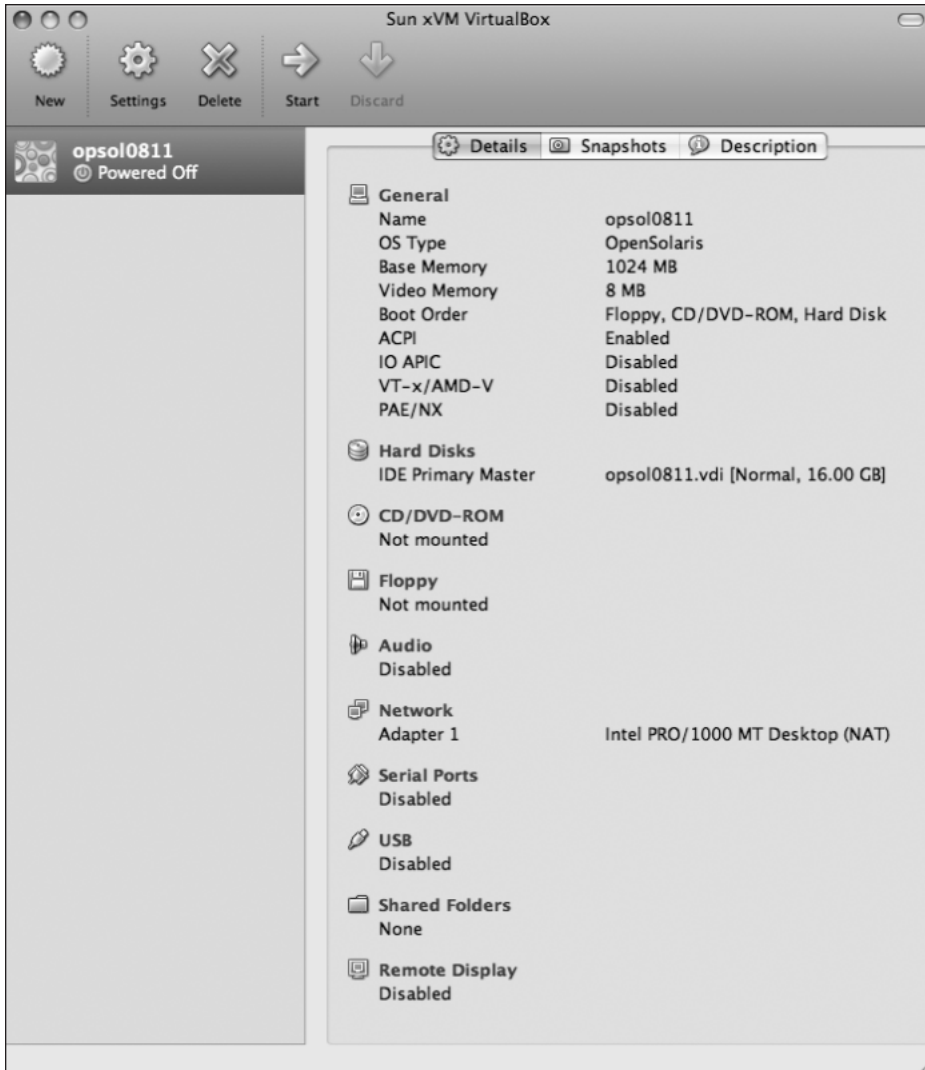 Sun xVM VirtualBox
New Settings Delete Start Discard
opsol0811
Powered Off
Details Snapshots Description
General
Name opsol0811
OS Type OpenSolaris
Base Memory 1024 MB
Video Memory 8 MB
Boot Order Floppy, CD/DVD-ROM, Hard Disk
ACPI Enabled
IO APIC Disabled
VT-x/AMD-V Disabled
PAE/NX Disabled
Hard Disks
IDE Primary Master opsol0811.vdi [Normal, 16.00 GB]
CD/DVD-ROM
Not mounted
Floppy
Not mounted
Audio
Disabled
Network
Adapter 1 Intel PRO/1000 MT Desktop (NAT)
Serial Ports
Disabled
USB
Disabled
Shared Folders
None
Remote Display
Disabled